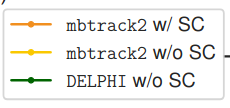 mbtrack2 w/ SC
mbtrack2 w/o SC
DELPHI w/o SC